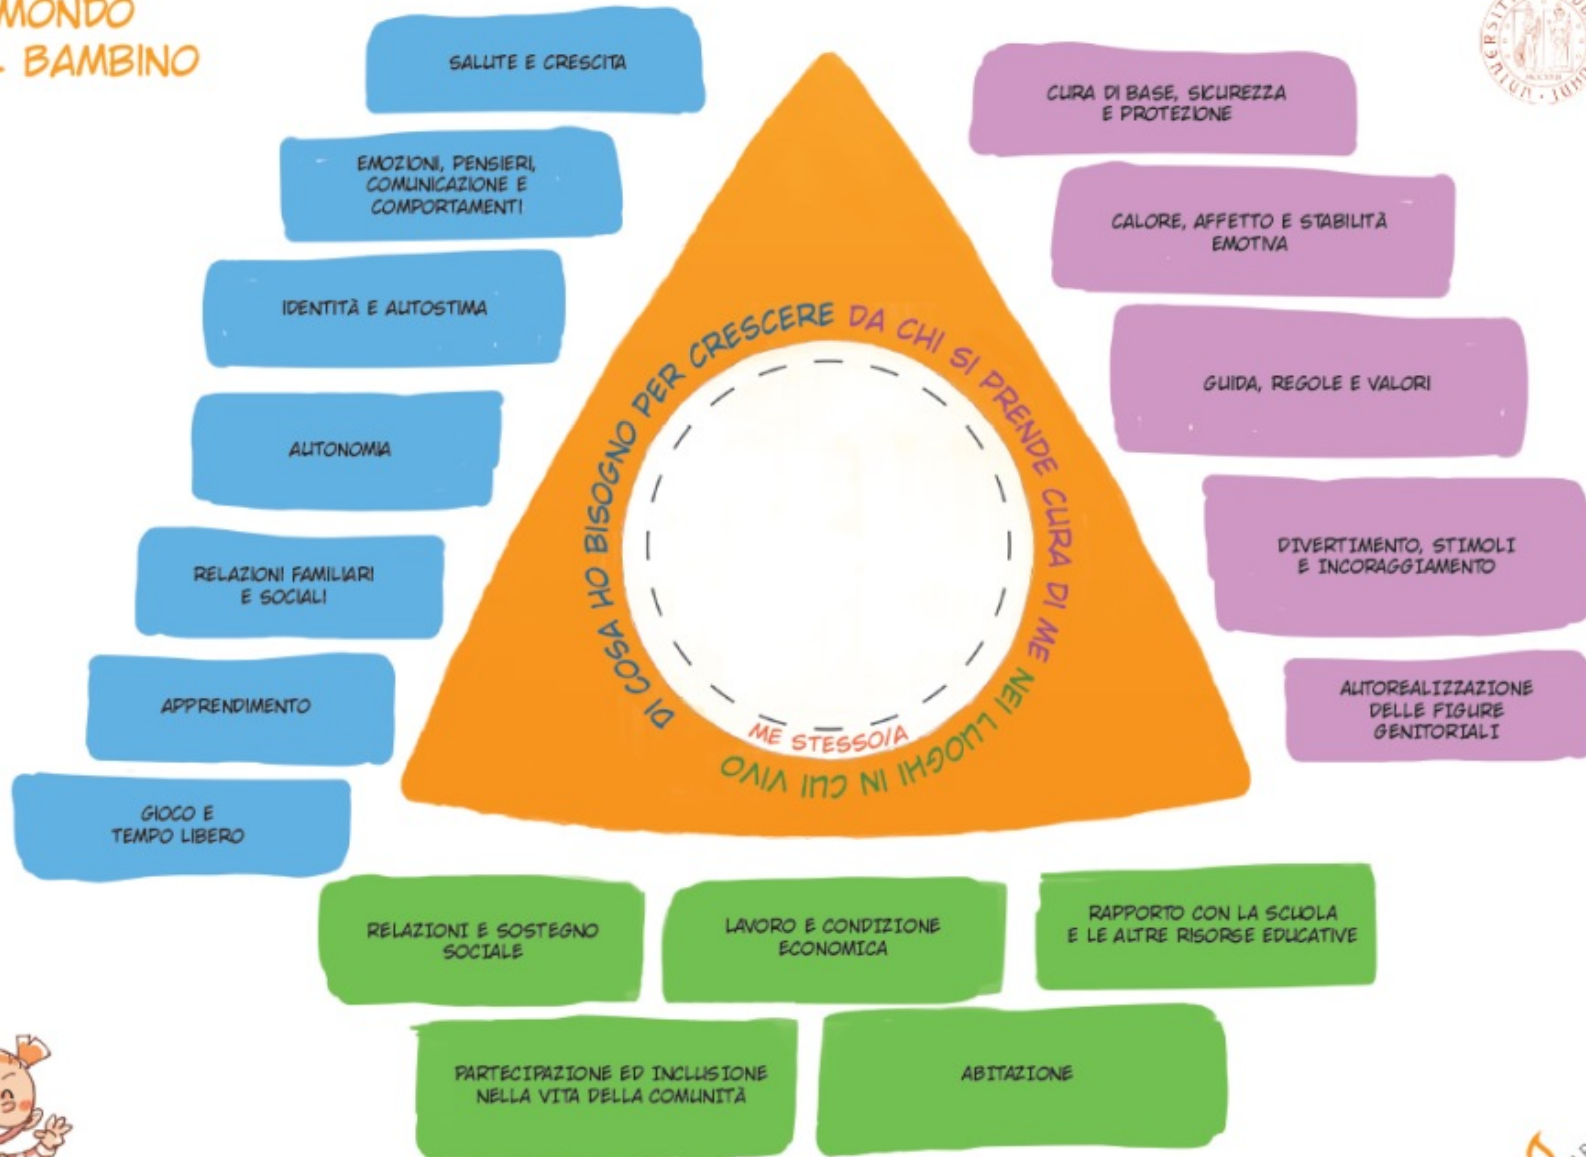 MONDO
BAMBINO
SALUTE E CRESCITA
EMOZIONI, PENSIERI,
COMUNICAZIONE E
COMPORTAMENTI
IDENTITÀ E AUTOSTIMA
AUTONOMIA
RELAZIONI FAMILIARI
E SOCIALI
APPRENDIMENTO
GIOCO E
TEMPO LIBERO
DI COSA HO BISOGNO PER CRESCERE
DA CHI SI PRENDE CURA DI ME
NEI LUOGHI IN CUI VIVO
ME STESSO/A
CURA DI BASE, SICUREZZA
E PROTEZIONE
CALORE, AFFETTO E STABILITÀ
EMOTIVA
GUIDA, REGOLE E VALORI
DIVERTIMENTO, STIMOLI
E INCORAGGIAMENTO
AUTOREALIZZAZIONE
DELLE FIGURE
GENITORIALI
RELAZIONI E SOSTEGNO
SOCIALE
LAVORO E CONDIZIONE
ECONOMICA
RAPPORTO CON LA SCUOLA
E LE ALTRE RISORSE EDUCATIVE
PARTECIPAZIONE ED INCLUSIONE
NELLA VITA DELLA COMUNITÀ
ABITAZIONE